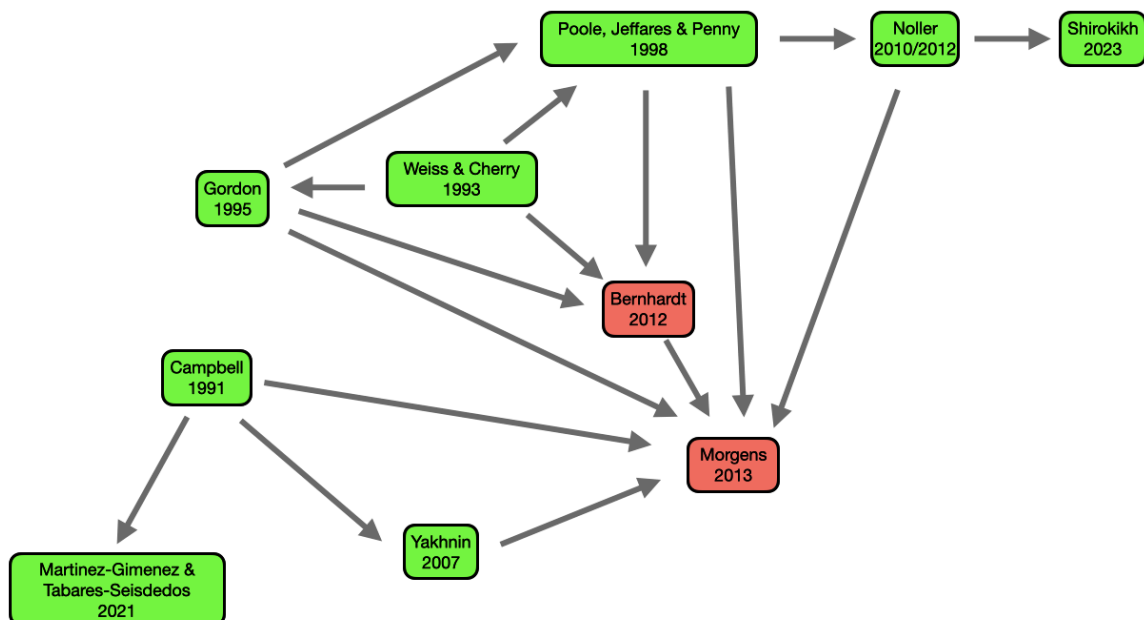 Poole, Jeffares & Penny
1998
Noller
2010/2012
Shirokikh
2023
Weiss & Cherry
1993
Gordon
1995
Bernhardt
2012
Campbell
1991
Morgens
2013
Yakhnin
2007
Martinez-Gimenez &
Tabares-Seisdedos
2021